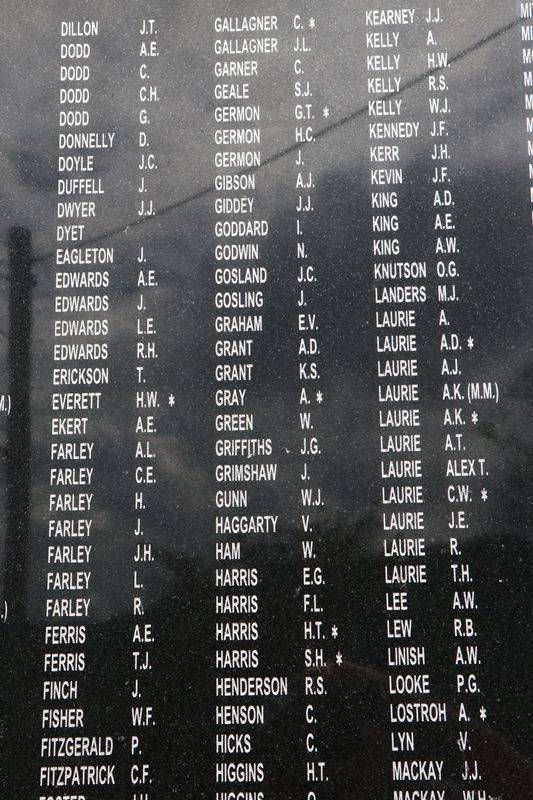 DILLON J.T.
DODD A.E.
DODD C.
DODD C.H.
DODD G.
DONNELLY D.
DOYLE J.C.
DUFFELL J.
DWYER J.J.
DYET
EAGLETON J.
EDWARDS A.E.
EDWARDS J.
EDWARDS L.E.
EDWARDS R.H.
ERICKSON T.
EVERETT H.W. *
EKERT A.E.
FARLEY A.L.
FARLEY C.E.
FARLEY H.
FARLEY J.
FARLEY J.H.
FARLEY L.
FARLEY R.
FERRIS A.E.
FERRIS T.J.
FINCH J.
FISHER W.F.
FITZGERALD P.
FITZPATRICK C.F.
GALLAGNER C. *
GALLAGNER J.L.
GARNER C.
GEALE S.J.
GERMON G.T. *
GERMON H.C.
GERMON J.
GIBSON A.J.
GIDDEY J.J.
GODDARD I.
GODWIN N.
GOSLAND J.C.
GOSLING J.
GRAHAM E.V.
GRANT A.D.
GRANT K.S.
GRAY A. *
GREEN W.
GRIFFITHS J.G.
GRIMSHAW J.
GUNN W.J.
HAGGARTY V.
HAM W.
HARRIS E.G.
HARRIS F.L.
HARRIS H.T. *
HARRIS S.H. *
HENDERSON R.S.
HENSON C.
HICKS C.
HIGGINS H.T.
HIGGINS
KEARNEY J.J.
KELLY A.
KELLY H.W.
KELLY R.S.
KELLY W.J.
KENNEDY J.F.
KERR J.H.
KEVIN J.F.
KING A.D.
KING A.E.
KING A.W.
KNUTSON O.G.
LANDERS M.J.
LAURIE A.
LAURIE A.D. *
LAURIE A.J.
LAURIE A.K. (M.M.)
LAURIE A.K. *
LAURIE A.T.
LAURIE ALEX T.
LAURIE C.W. *
LAURIE J.E.
LAURIE R.
LAURIE T.H.
LEE A.W.
LEW R.B.
LINISH A.W.
LOOKE P.G.
LOSTROH A. *
LYN V.
MACKAY J.J.
MACKAY W.H.